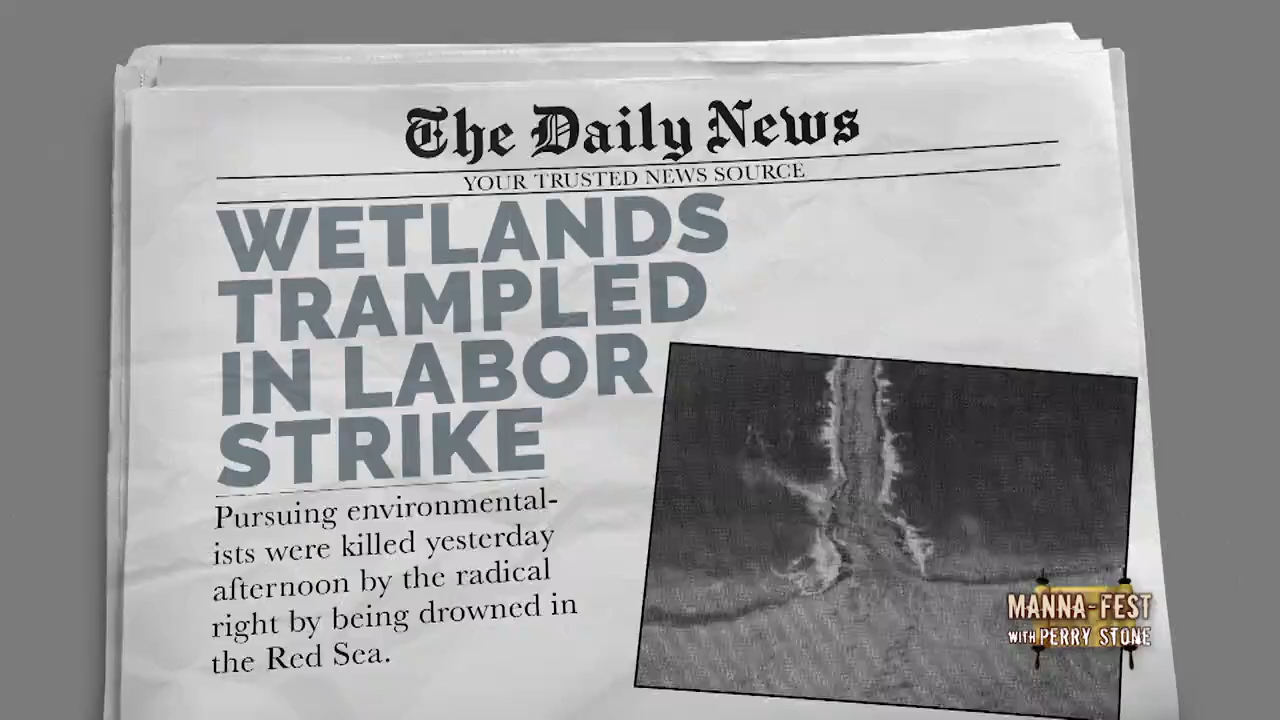 The Daily News
YOUR TRUSTED NEWS SOURCE
WETLANDS
TRAMPLED
IN LABOR
STRIKE
Pursuing environmental-
ists were killed yesterday
afternoon by the radical
right by being drowned in
the Red Sea.
MANNA-FEST
WITH PERRY STONE